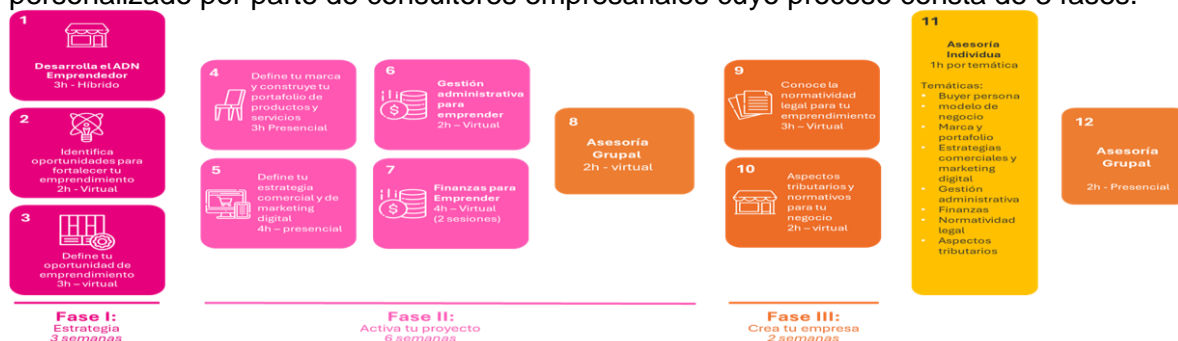 personalizado por parte de consultores empresariales cuyo proceso consta de 3 fases:
1
Desarrolla el ADN
Emprendedor
3h - Híbrido
2
Identifica
oportunidades para
fortalecer tu
emprendimiento
2h - Virtual
3
Define tu
oportunidad de
emprendimiento
3h – virtual
Fase I:
Estrategia
3 semanas
4
Define tu marca
y construye tu
portafolio de
productos y
servicios
3h Presencial
5
Define tu
estrategia
comercial y de
marketing
digital
4h – presencial
6
Gestión
administrativa
para
emprender
2h – Virtual
7
Finanzas para
Emprender
4h – Virtual
(2 sesiones)
8
Asesoría
Grupal
2h - virtual
Fase II:
Activa tu proyecto
6 semanas
9
Conoce la
normatividad
legal para tu
emprendimiento
3h – Virtual
10
Aspectos
tributarios y
normativos
para tu
negocio
2h – virtual
Fase III:
Crea tu empresa
2 semanas
11
Asesoría
Individua
1h por temática
Temáticas:
• Buyer persona
• modelo de
negocio
• Marca y
portafolio
• Estrategias
comerciales y
marketing
digital
• Gestión
administrativa
• Finanzas
• Normatividad
legal
• Aspectos
tributarios
12
Asesoría
Grupal
2h - Presencial